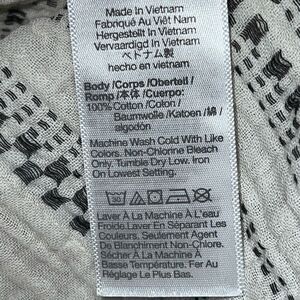 Made In Vietnam
Fabriqué Au Viêt Nam
Hergestellt In Vietnam
Vervaardigd In Vietnam
ベトナム製
hecho en vietnam
Body /Corps /Oberteil /
Romp /本体 /Cuerpo:
100% Cotton /Coton /
Baumwolle /Katoen /綿 /
algodón
Machine Wash Cold With Like
Colors. Non-Chlorine Bleach
Only. Tumble Dry Low. Iron
On Lowest Setting.
30
Laver À La Machine À L'eau
Froide.Laver En Séparant Les
Couleurs. Seulement Agent
De Blanchiment Non Chloré.
Sécher À La Machine À
Basse Température. Fer Au
Réglage Le Plus Bas.